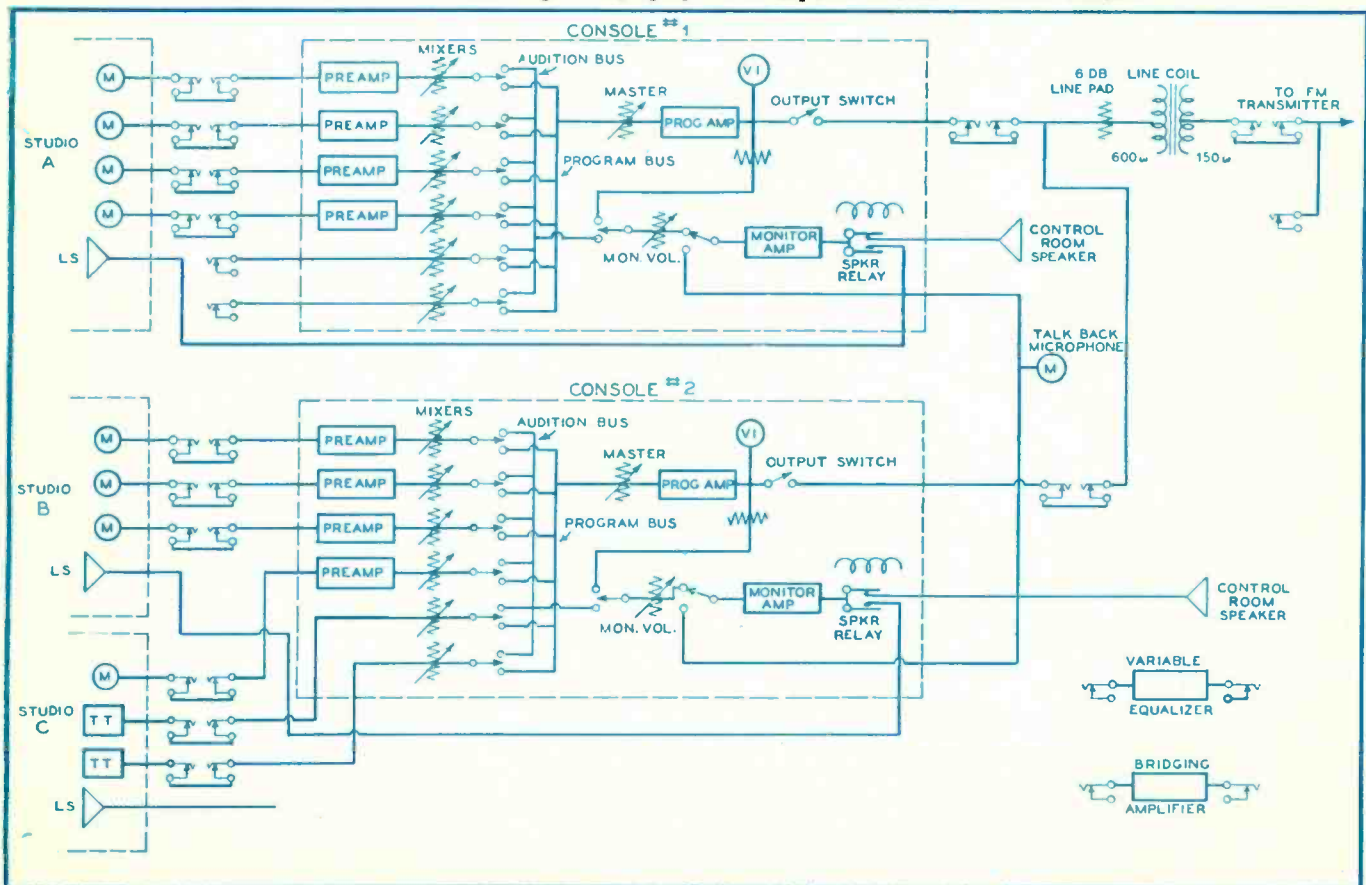 CONSOLE #1
MIXERS
AUDITION BUS
VI
6 DB
LINE PAD
LINE COIL
TO FM
TRANSMITTER
M
PREAMP
MASTER
PROG AMP
OUTPUT SWITCH
STUDIO
A
M
PREAMP
M
PREAMP
PROGRAM BUS
600ω
150ω
M
PREAMP
LS
MON. VOL.
MONITOR
AMP
SPKR
RELAY
CONTROL
ROOM
SPEAKER
TALK BACK
MICROPHONE
M
CONSOLE #2
MIXERS
AUDITION BUS
VI
M
PREAMP
MASTER
PROG AMP
OUTPUT SWITCH
STUDIO
B
M
PREAMP
M
PREAMP
PROGRAM BUS
LS
PREAMP
MON. VOL.
MONITOR
AMP
SPKR
RELAY
CONTROL
ROOM
SPEAKER
STUDIO
C
M
TT
TT
LS
VARIABLE
EQUALIZER
BRIDGING
AMPLIFIER